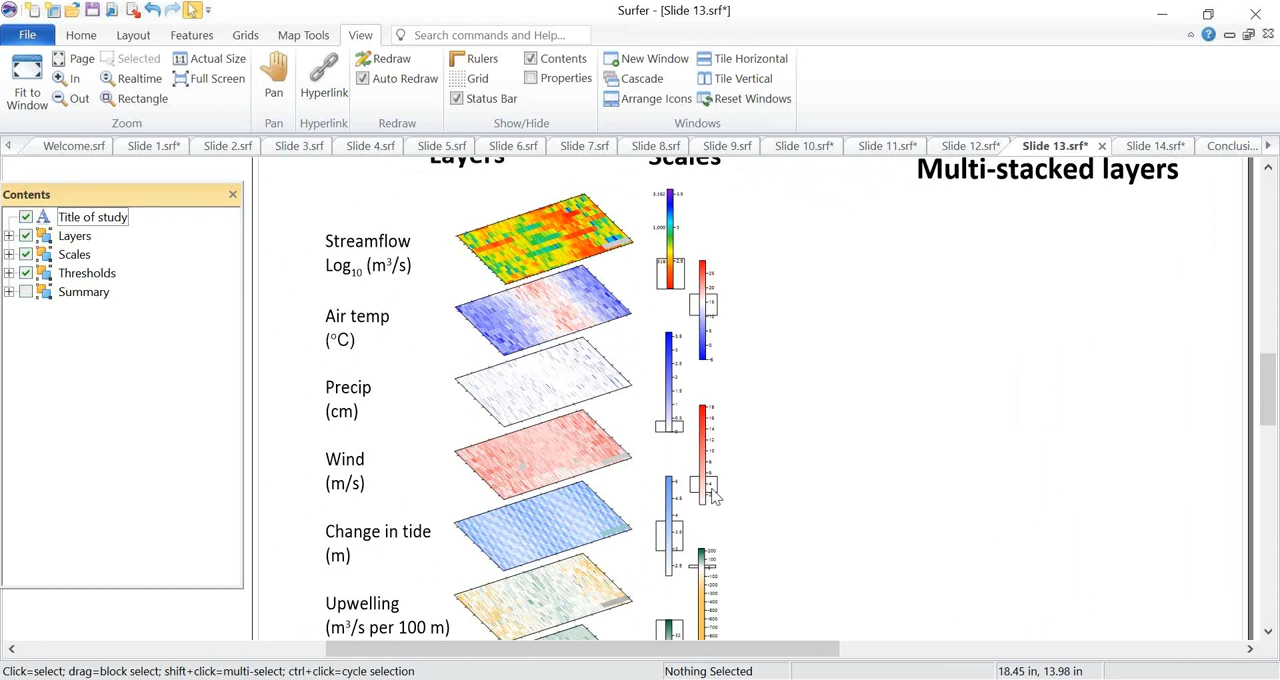 Surfer - [Slide 13.srf*]
File Home Layout Features Grids Map Tools View Search commands and Help...
Page Selected Actual Size Redraw Rulers Contents New Window Tile Horizontal
In Realtime Full Screen Auto Redraw Grid Properties Cascade Tile Vertical
Fit to Window Pan Hyperlink
Out Rectangle Status Bar Arrange Icons Reset Windows
Zoom Pan Hyperlink Redraw Show/Hide Windows
Welcome.srf Slide 1.srf* Slide 2.srf Slide 3.srf Slide 4.srf Slide 5.srf Slide 6.srf Slide 7.srf Slide 8.srf Slide 9.srf Slide 10.srf* Slide 11.srf* Slide 12.srf* Slide 13.srf* Slide 14.srf* Conclusi...
Layers Scales
Multi-stacked layers
Contents
Title of study
Layers
Scales
Thresholds
Summary
Streamflow
Log10 (m³/s)
Air temp
(°C)
Precip
(cm)
Wind
(m/s)
Change in tide
(m)
Upwelling
(m³/s per 100 m)
Click=select; drag=block select; shift+click=multi-select; ctrl+click=cycle selection Nothing Selected 18.45 in, 13.98 in